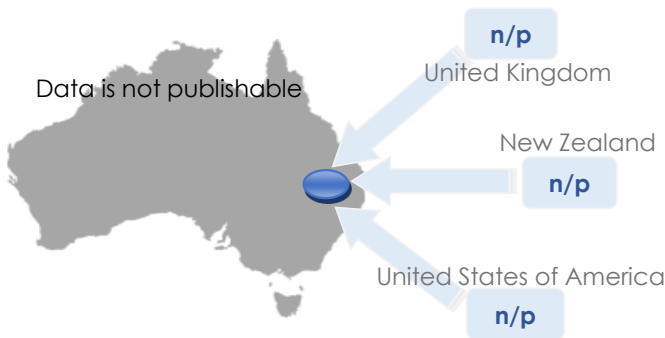 n/p
United Kingdom
Data is not publishable
New Zealand
n/p
United States of America
n/p